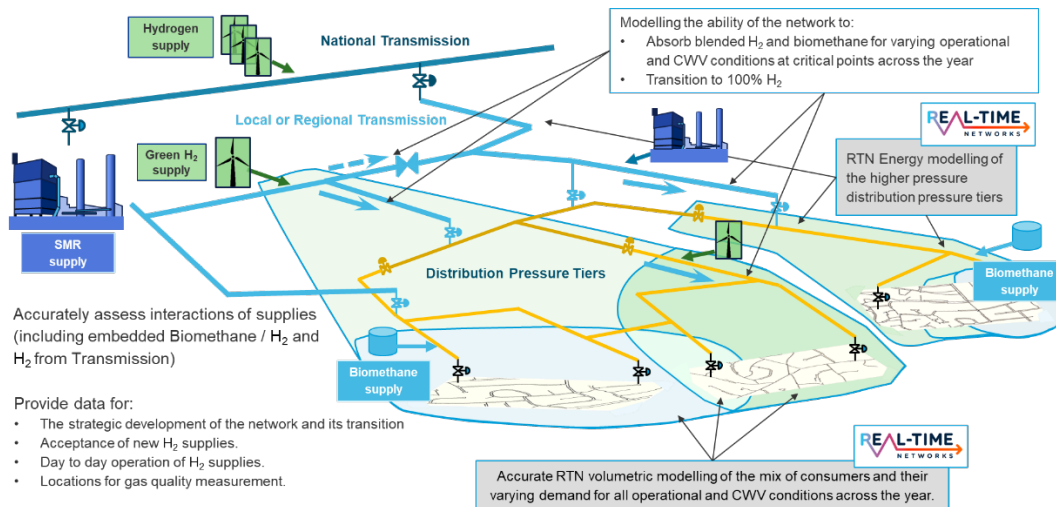 Hydrogen
supply
National Transmission
Modelling the ability of the network to:
• Absorb blended H₂ and biomethane for varying operational
and CWV conditions at critical points across the year
• Transition to 100% H₂
Local or Regional Transmission
REAL-TIME
NETWORKS
Green H₂
supply
RTN Energy modelling of
the higher pressure
distribution pressure tiers
SMR
supply
Distribution Pressure Tiers
Biomethane
supply
Accurately assess interactions of supplies
(including embedded Biomethane / H₂ and
H₂ from Transmission)
Biomethane
supply
Provide data for:
• The strategic development of the network and its transition
• Acceptance of new H₂ supplies.
• Day to day operation of H₂ supplies.
• Locations for gas quality measurement.
REAL-TIME
NETWORKS
Accurate RTN volumetric modelling of the mix of consumers and their
varying demand for all operational and CWV conditions across the year.